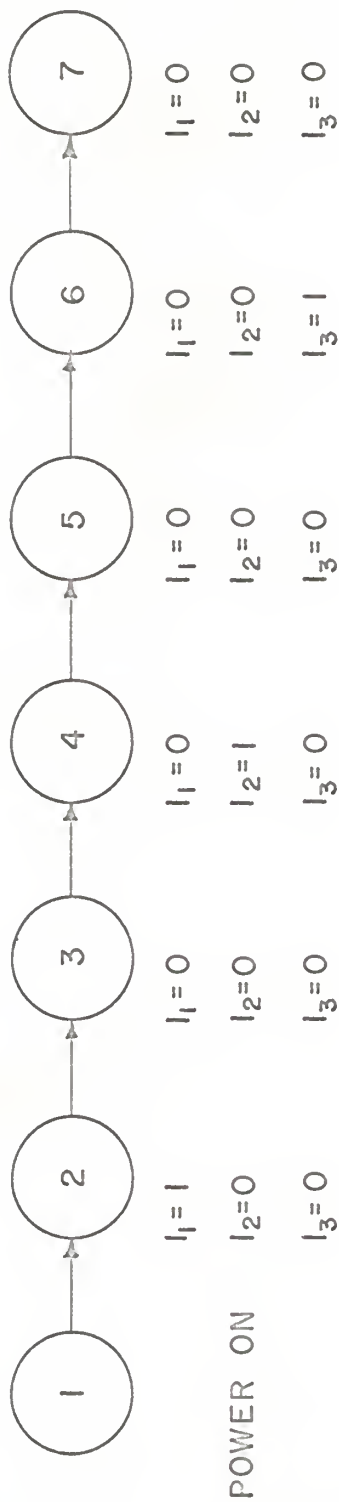 1 2 3 4 5 6 7
I₁=1 I₁=0 I₁=0 I₁=0 I₁=0 I₁=0
POWER ON I₂=0 I₂=0 I₂=1 I₂=0 I₂=0 I₂=0
I₃=0 I₃=0 I₃=0 I₃=0 I₃=1 I₃=0